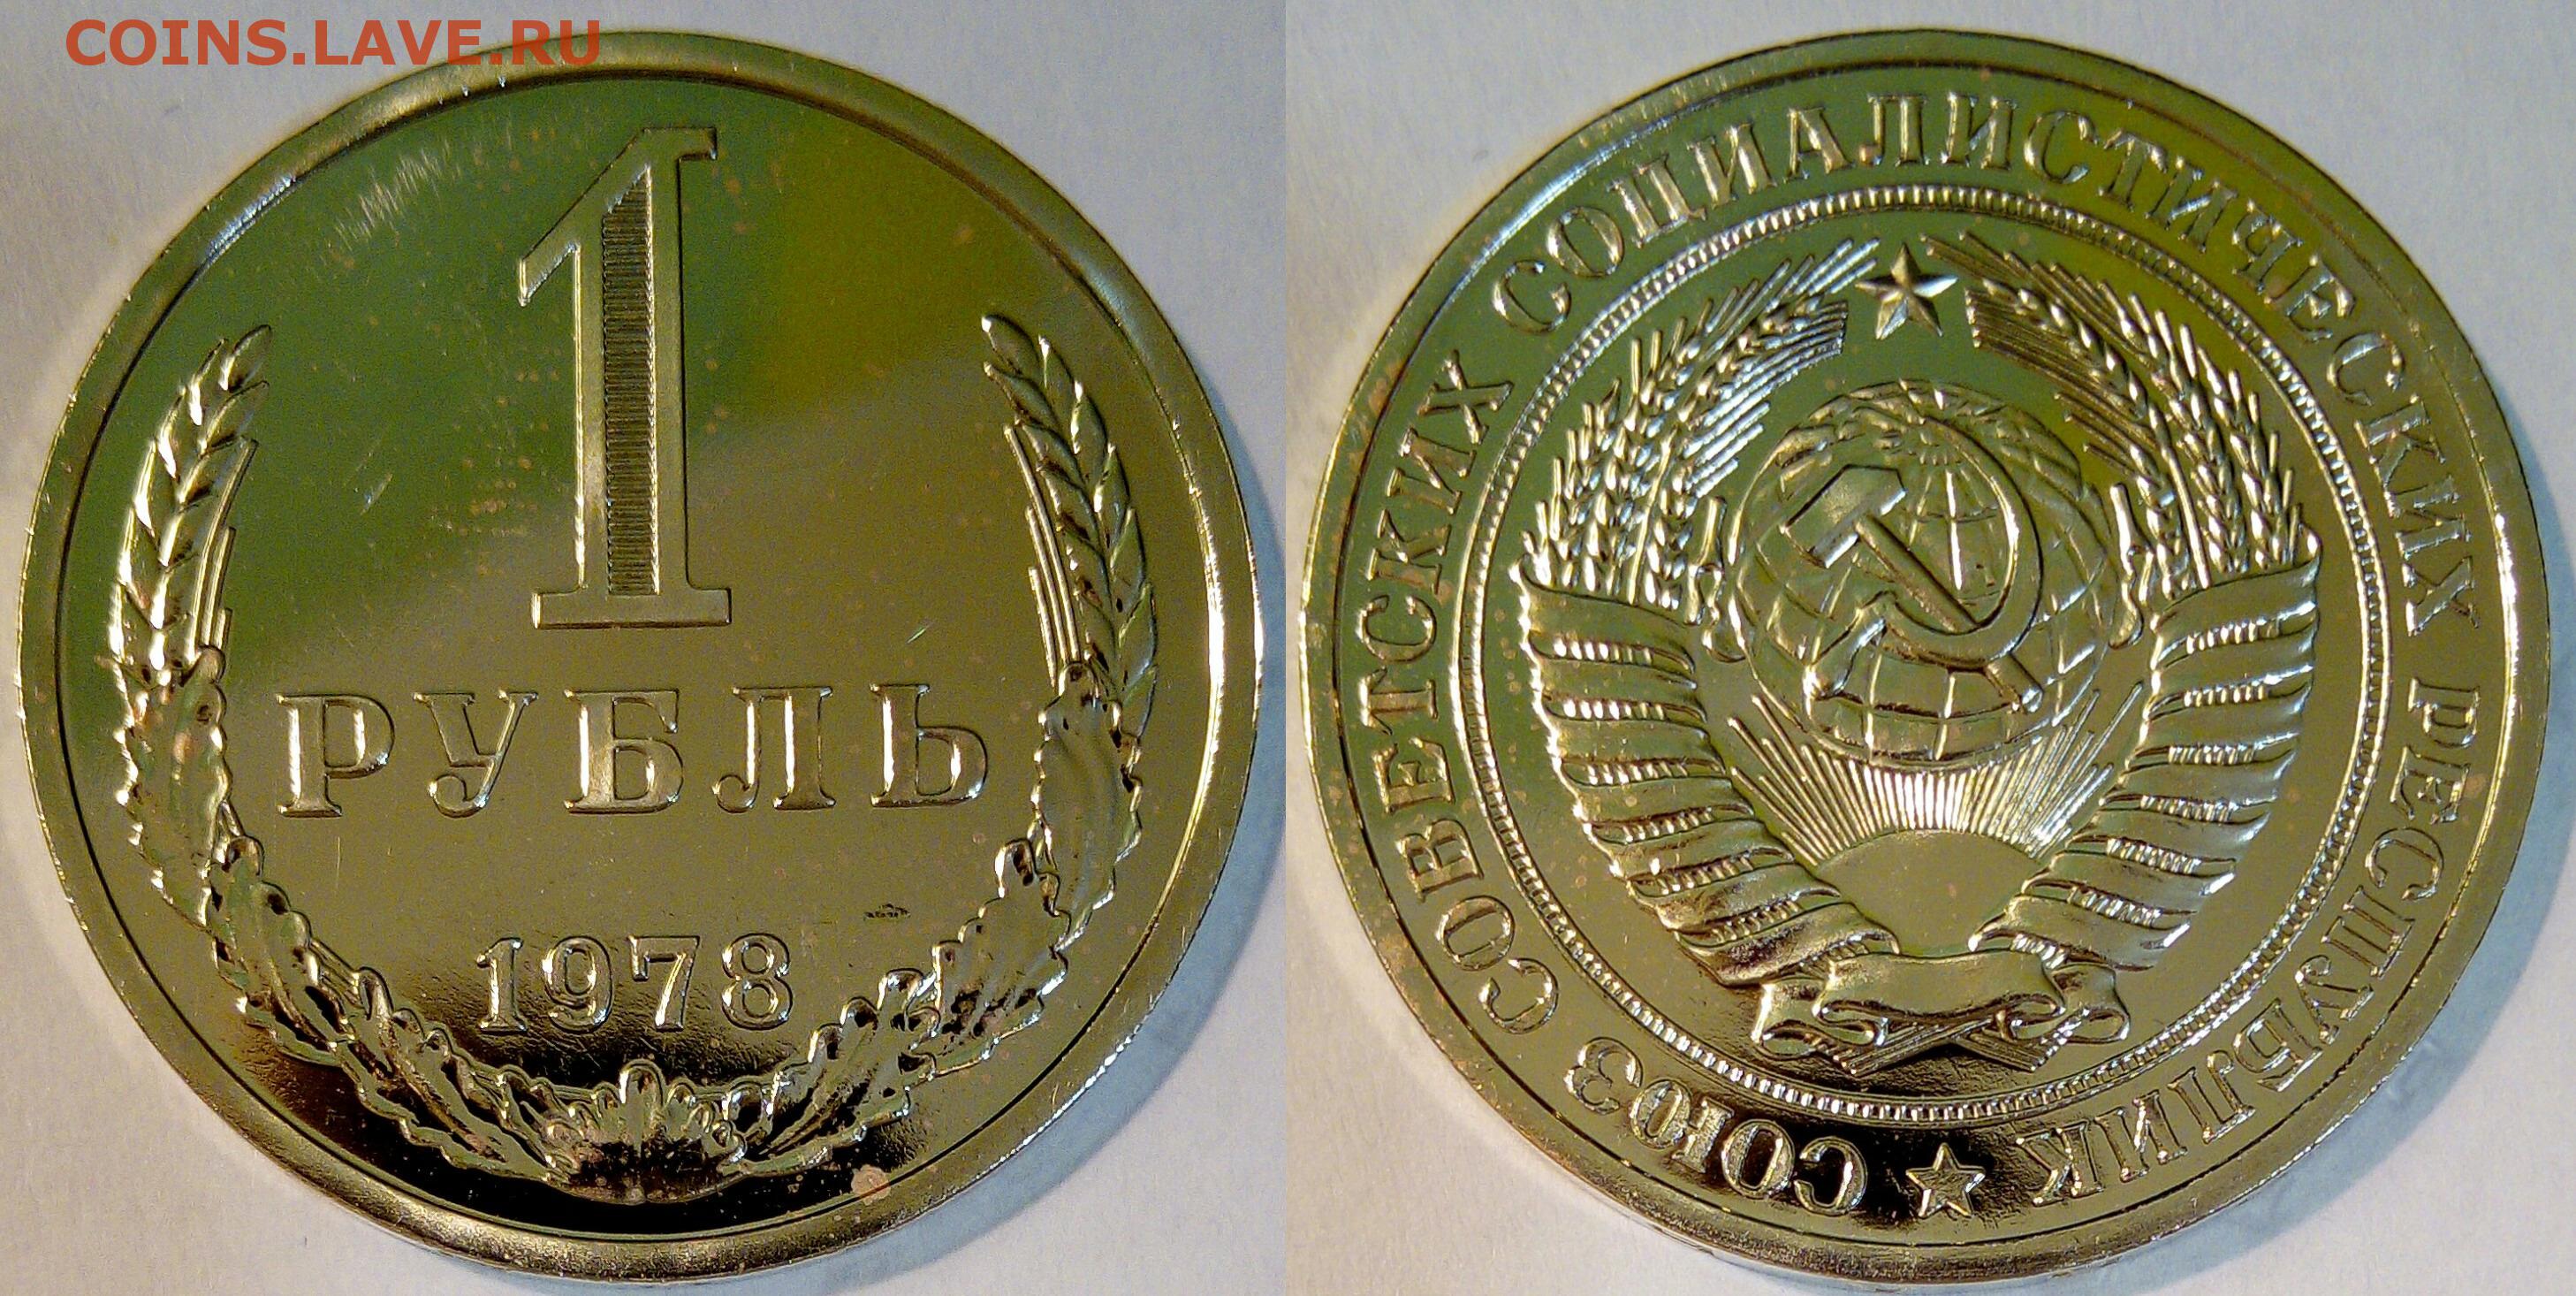 COINS.LAVE.RU
1
РУБЛЬ
1978
СОЮЗ СОВЕТСКИХ СОЦИАЛИСТИЧЕСКИХ РЕСПУБЛИК